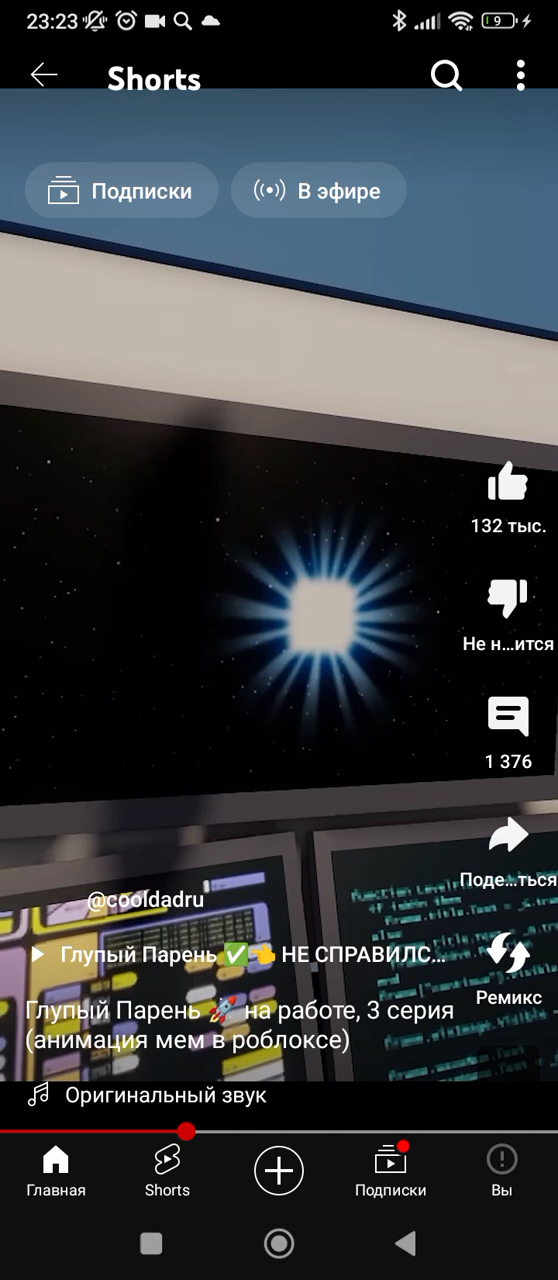 23:23
9
Shorts
Подписки
В эфире
132 тыс.
Не н...ится
1 376
Поде...ться
@cooldadru
Глупый Парень ✅👈 НЕ СПРАВИЛС...
Ремикс
Глупый Парень 🚀 на работе, 3 серия
(анимация мем в роблоксе)
Оригинальный звук
Главная
Shorts
Подписки
Вы